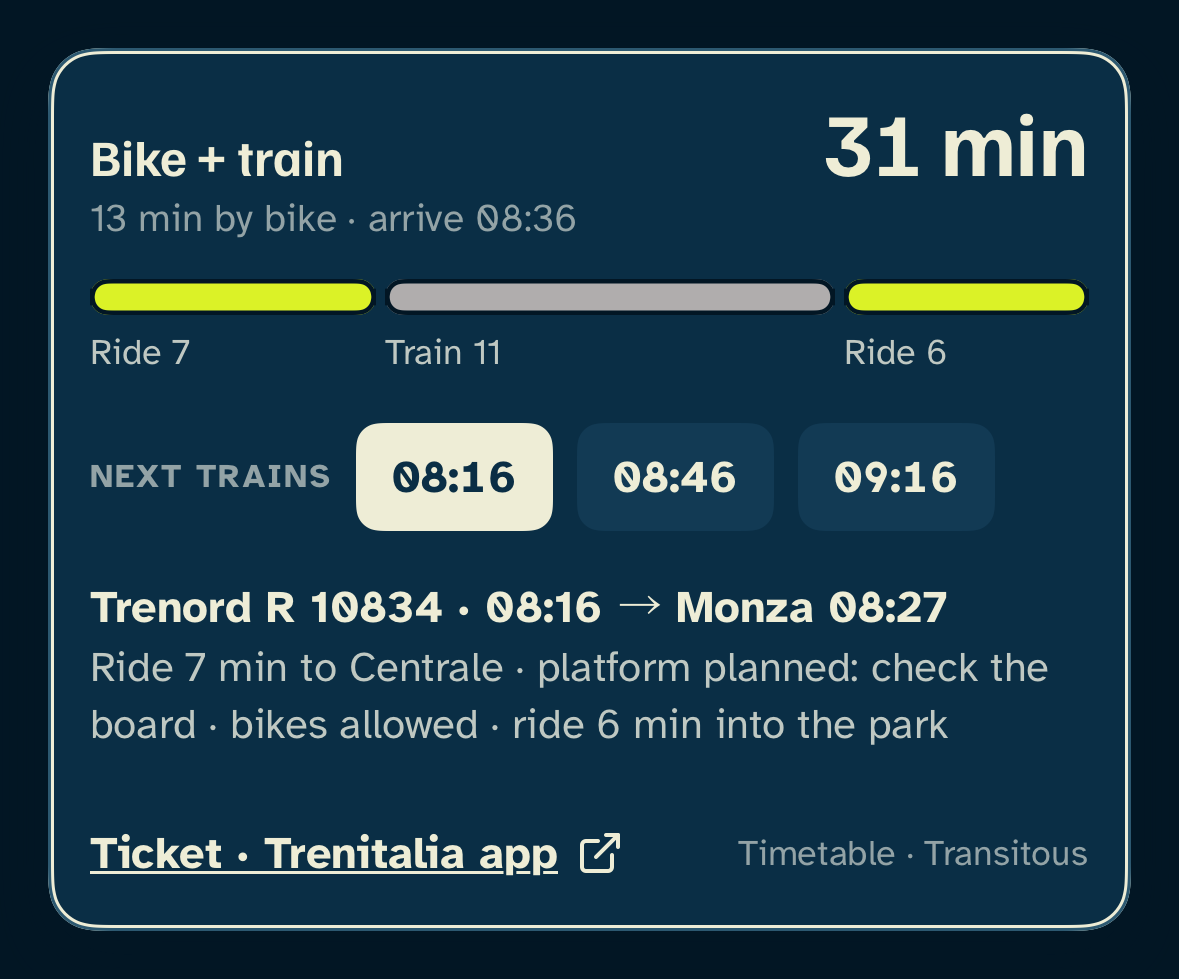 Bike + train
31 min
13 min by bike · arrive 08:36
Ride 7
Train 11
Ride 6
NEXT TRAINS
08:16
08:46
09:16
Trenord R 10834 · 08:16 → Monza 08:27
Ride 7 min to Centrale · platform planned: check the
board · bikes allowed · ride 6 min into the park
Ticket · Trenitalia app
Timetable · Transitous